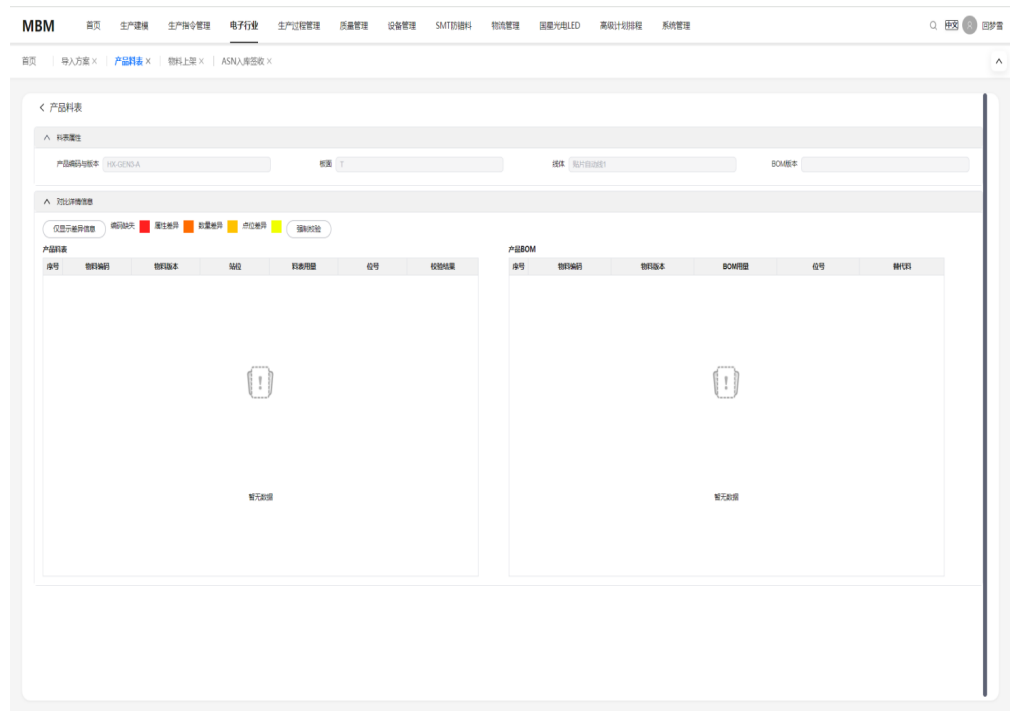 MBM 首页 生产建模 生产指令管理 电子行业 生产过程管理 质量管理 设备管理 SMT防错料 物流管理 国星光电LED 高级计划排程 系统管理 中文 回梦雪
首页 导入方案 × 产品料表 × 物料上架 × ASN入库签收 ×
产品料表
料表属性
产品编码与版本 HX-GEN3-A 板面 T 线体 贴片自动线1 BOM版本
对比详情信息
仅显示差异信息 编码缺失 属性差异 数量差异 点位差异 强制校验
产品料表 产品BOM
序号 物料编码 物料版本 站位 料表用量 位号 校验结果 序号 物料编码 物料版本 BOM用量 位号 替代料
暂无数据 暂无数据